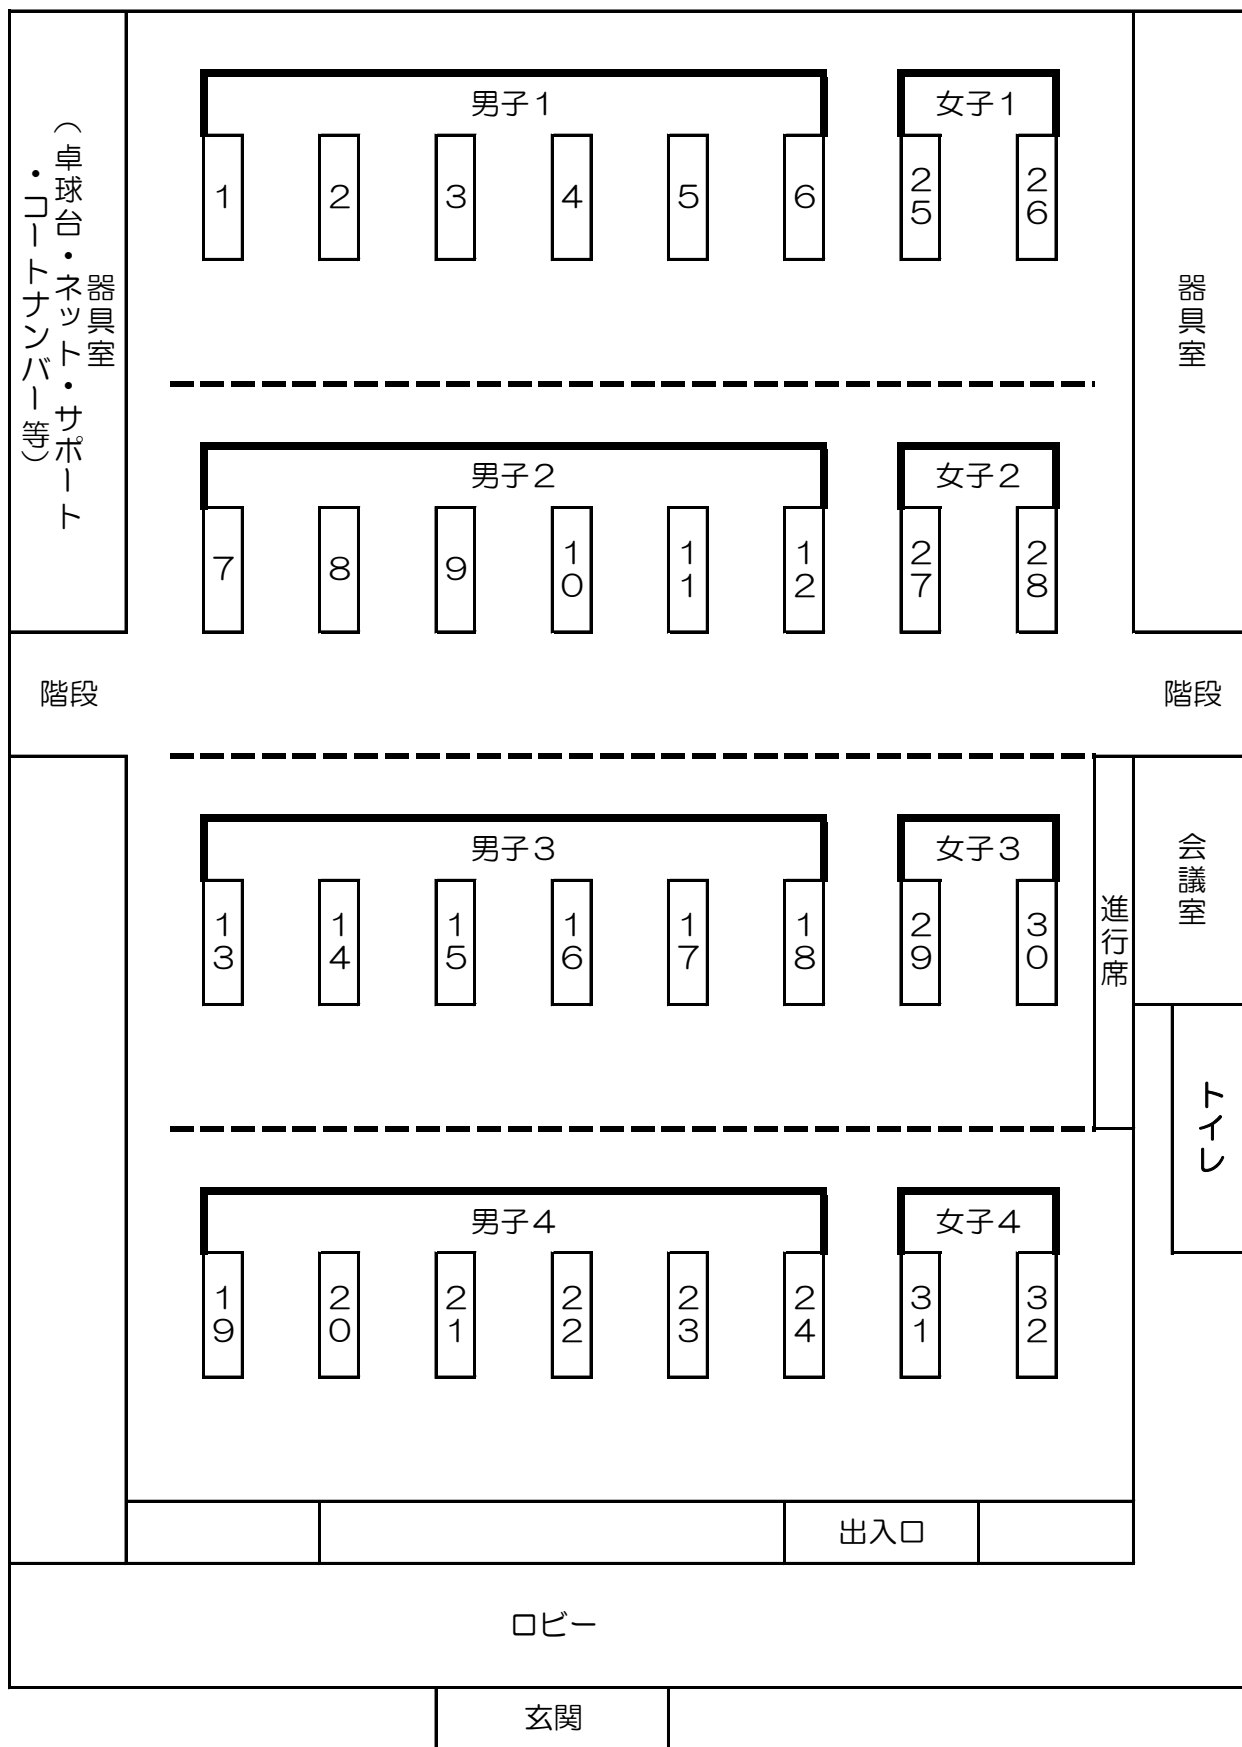 男子１
女子１
１
２
３
４
５
６
２５
２６
器具室
（卓球台・ネット・サポート
・コートナンバー等）
器具室
男子２
女子２
７
８
９
１０
１１
１２
２７
２８
階段
階段
男子３
女子３
１３
１４
１５
１６
１７
１８
２９
３０
進行席
会議室
トイレ
男子４
女子４
１９
２０
２１
２２
２３
２４
３１
３２
出入口
ロビー
玄関